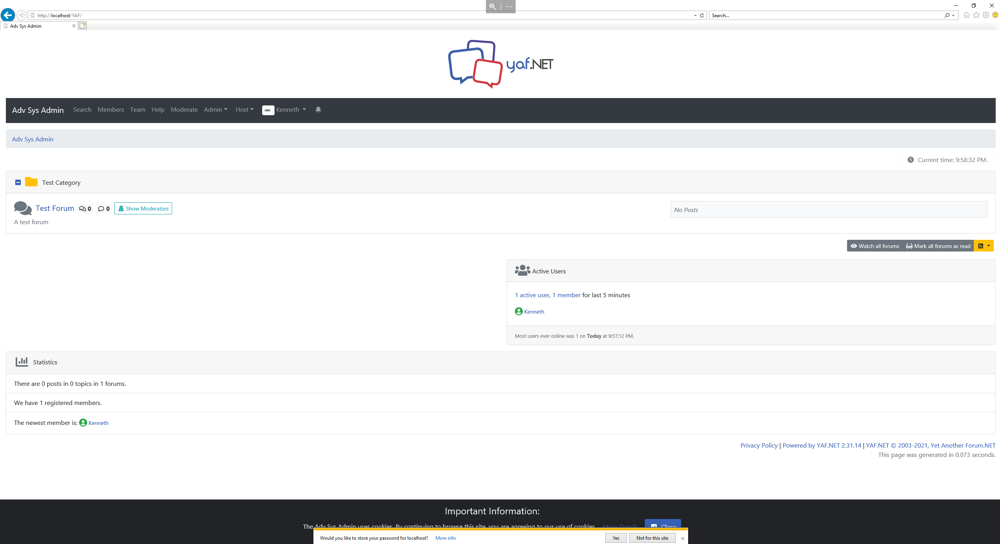 http://localhost/YAF/
Search...
Adv Sys Admin
yaf.NET
Adv Sys Admin Search Members Team Help Moderate Admin Host Kenneth
Adv Sys Admin
Current time: 9:58:32 PM.
Test Category
Test Forum 0 0 Show Moderators
No Posts
A test forum
Watch all forums Mark all forums as read
Active Users
1 active user, 1 member for last 5 minutes
Kenneth
Most users ever online was 1 on Today at 9:57:12 PM.
Statistics
There are 0 posts in 0 topics in 1 forums.
We have 1 registered members.
The newest member is: Kenneth
Privacy Policy | Powered by YAF.NET 2.31.14 | YAF.NET © 2003-2021, Yet Another Forum.NET
This page was generated in 0.073 seconds.
Important Information:
The Adv Sys Admin uses cookies. By continuing to browse this site, you are agreeing to our use of cookies. More Details Close
Would you like to store your password for localhost? More info Yes Not for this site